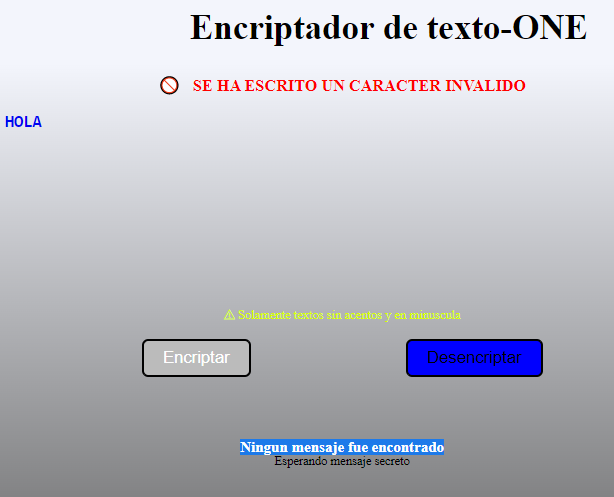 Encriptador de texto-ONE
SE HA ESCRITO UN CARACTER INVALIDO
HOLA
Solamente textos sin acentos y en minuscula
Encriptar
Desencriptar
Ningun mensaje fue encontrado
Esperando mensaje secreto